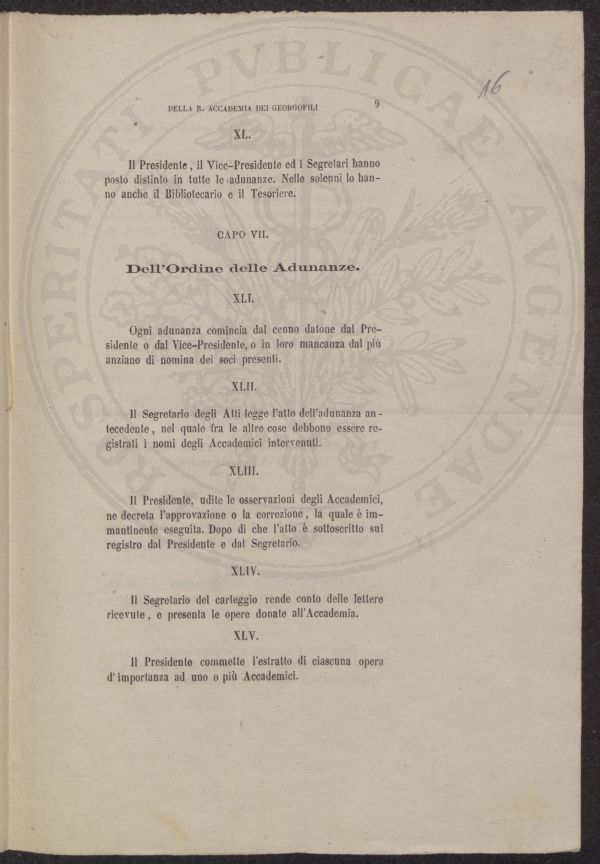 PROSPERITATI PVBLICAE AVGENDAE
16
DELLA R. ACCADEMIA DEI GEORGOFILI 9
XL.
Il Presidente, il Vice-Presidente ed i Segretari hanno
posto distinto in tutte le adunanze. Nelle solenni lo han-
no anche il Bibliotecario e il Tesoriere.
CAPO VII.
Dell'Ordine delle Adunanze.
XLI.
Ogni adunanza comincia dal cenno datone dal Pre-
sidente o dal Vice-Presidente, o in loro mancanza dal più
anziano di nomina dei soci presenti.
XLII.
Il Segretario degli Atti legge l'atto dell'adunanza an-
tecedente, nel quale fra le altre cose debbono essere re-
gistrati i nomi degli Accademici intervenuti.
XLIII.
Il Presidente, udite le osservazioni degli Accademici,
ne decreta l'approvazione o la correzione, la quale è im-
mantinente eseguita. Dopo di che l'atto è sottoscritto sul
registro dal Presidente e dal Segretario.
XLIV.
Il Segretario del carteggio rende conto delle lettere
ricevute, e presenta le opere donate all'Accademia.
XLV.
Il Presidente commette l'estratto di ciascuna opera
d'importanza ad uno o più Accademici.